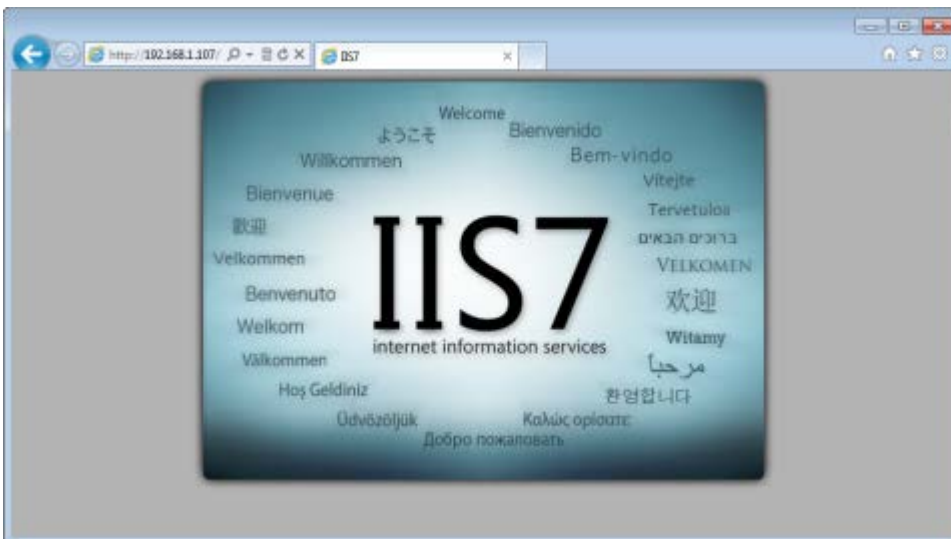 http://192.168.1.107/
IIS7
Welcome
ようこそ
Bienvenido
Willkommen
Bem-vindo
Bienvenue
Vítejte
歡迎
Tervetuloa
Velkommen
ברוכים הבאים
Benvenuto
VELKOMEN
Welkom
欢迎
Välkommen
Witamy
Hoş Geldiniz
مرحباً
Üdvözöljük
환영합니다
Добро пожаловать
Καλώς ορίσατε
IIS7
internet information services